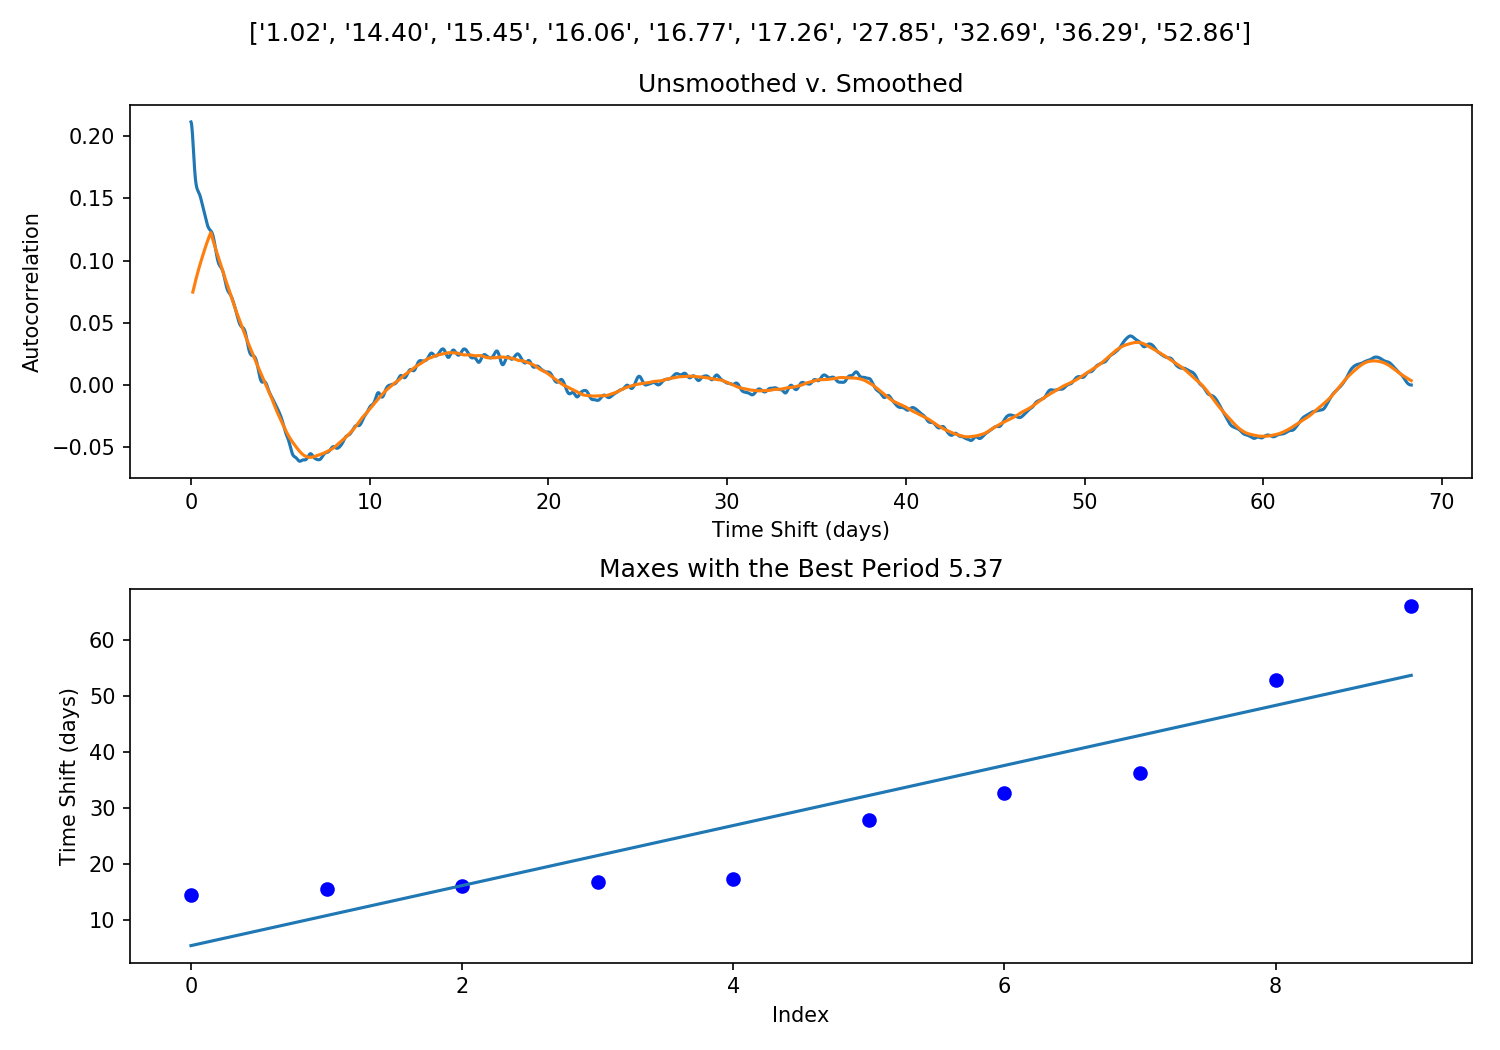 ['1.02', '14.40', '15.45', '16.06', '16.77', '17.26', '27.85', '32.69', '36.29', '52.86']
Unsmoothed v. Smoothed
0.20
0.15
0.10
0.05
0.00
−0.05
Autocorrelation
0 10 20 30 40 50 60 70
Time Shift (days)
Maxes with the Best Period 5.37
60
50
40
30
20
10
Time Shift (days)
0 2 4 6 8
Index